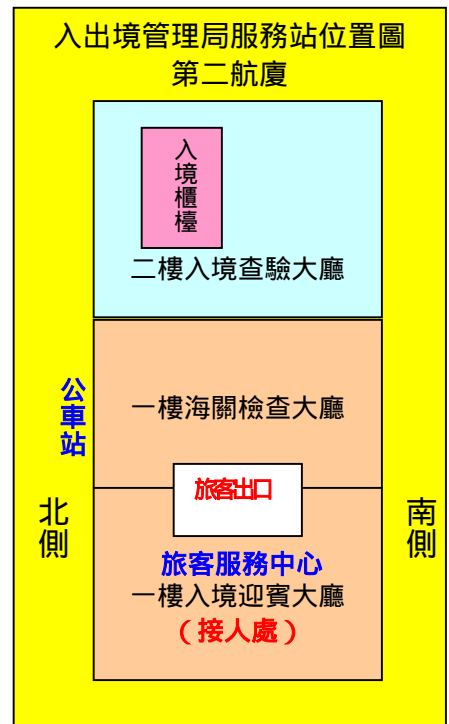 入出境管理局服務站位置圖
第二航廈
入境櫃檯
二樓入境查驗大廳
公車站
一樓海關檢查大廳
旅客出口
北側
南側
旅客服務中心
一樓入境迎賓大廳
(接人處)